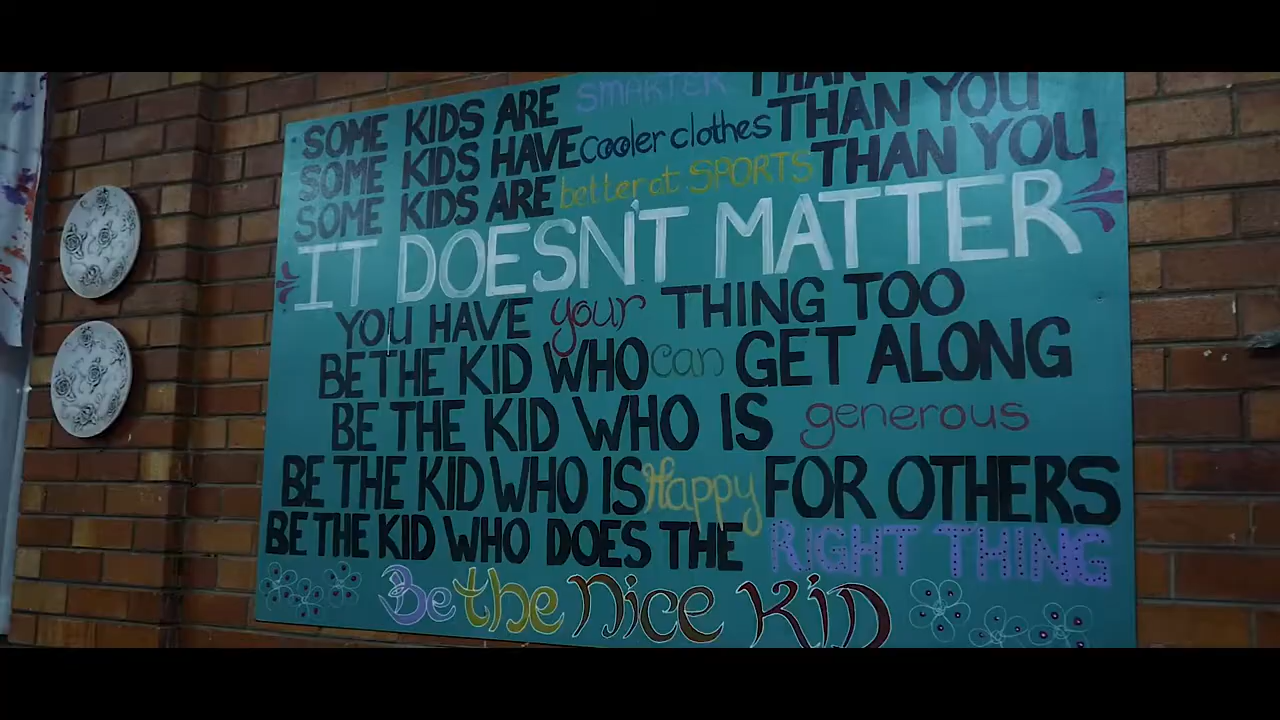 SOME KIDS ARE SMARTER THAN
SOME KIDS HAVE cooler clothes THAN YOU
SOME KIDS ARE better at SPORTS THAN YOU
IT DOESN'T MATTER
YOU HAVE your THING TOO
BE THE KID WHO can GET ALONG
BE THE KID WHO IS generous
BE THE KID WHO IS Happy FOR OTHERS
BE THE KID WHO DOES THE RIGHT THING
Be the Nice KiD